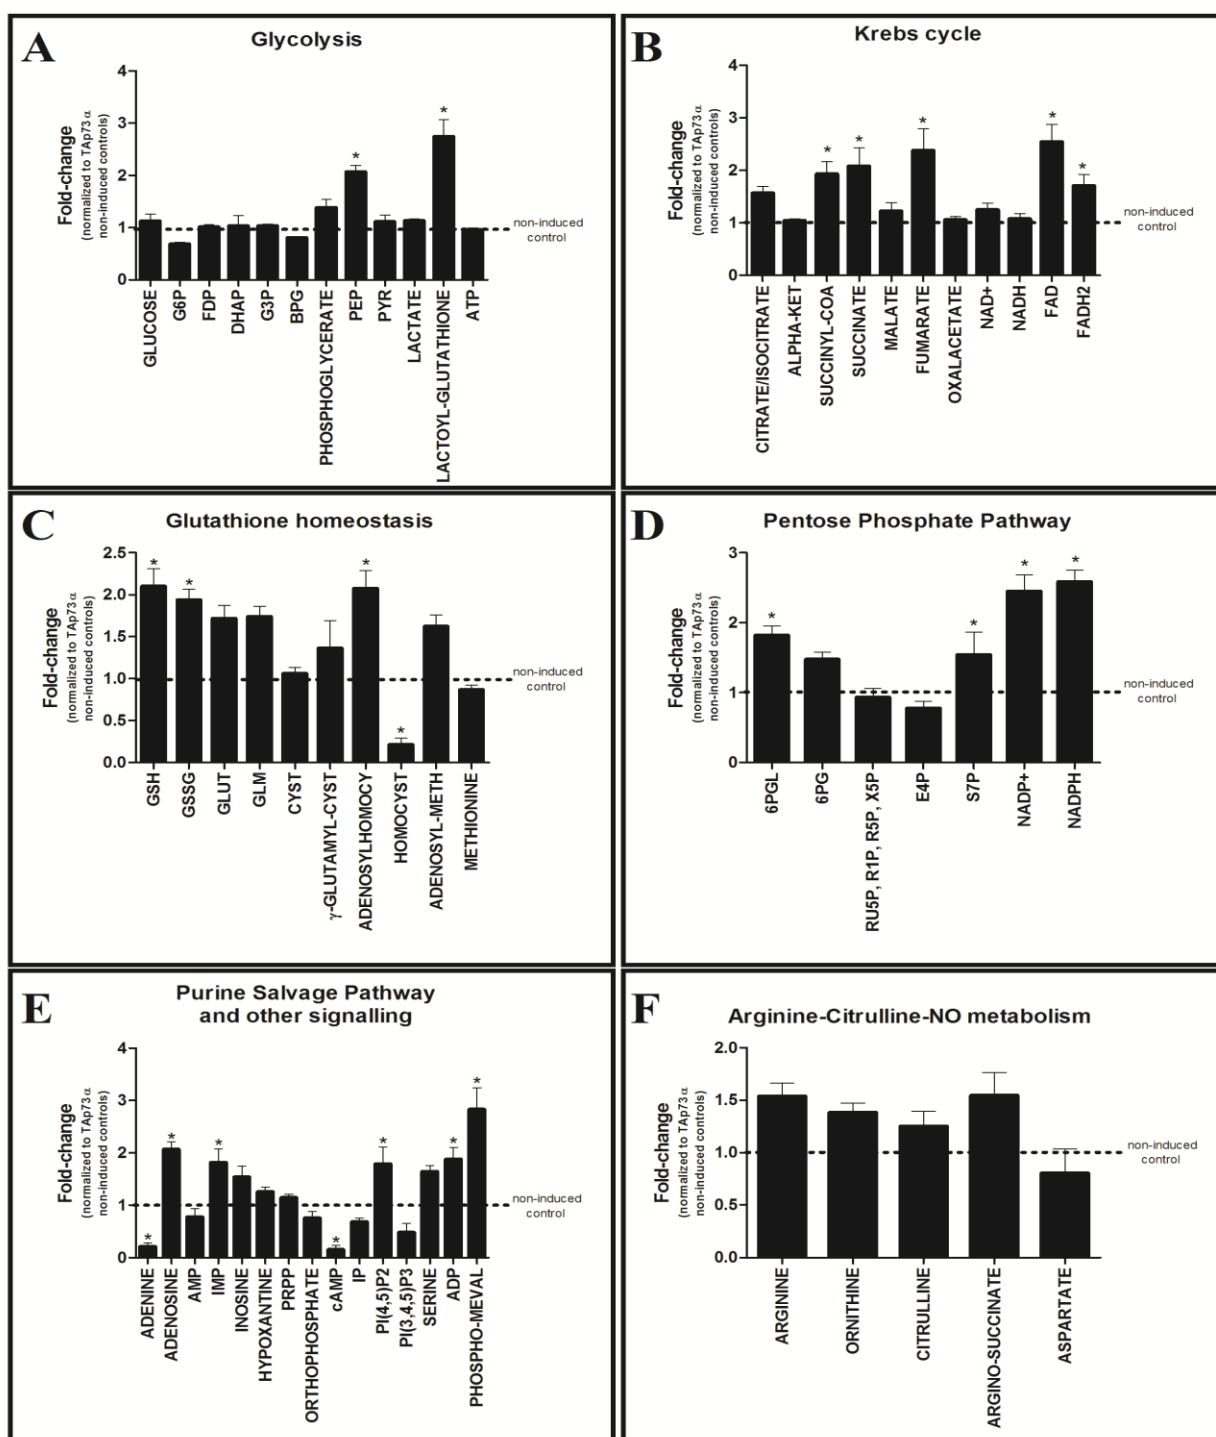 A
Glycolysis
Fold-change
(normalized to TAp73α
non-induced controls)
4
3
2
1
0
*
*
non-induced
control
GLUCOSE
G6P
FDP
DHAP
G3P
BPG
PHOSPHOGLYCERATE
PEP
PYR
LACTATE
LACTOYL-GLUTATHIONE
ATP
B
Krebs cycle
Fold-change
(normalized to TAp73α
non-induced controls)
4
3
2
1
0
*
*
*
*
*
non-induced
control
CITRATE/ISOCITRATE
ALPHA-KET
SUCCINYL-COA
SUCCINATE
MALATE
FUMARATE
OXALACETATE
NAD+
NADH
FAD
FADH2
C
Glutathione homeostasis
Fold-change
(normalized to TAp73α
non-induced controls)
2.5
2.0
1.5
1.0
0.5
0.0
*
*
*
*
non-induced
control
GSH
GSSG
GLUT
GLM
CYST
γ-GLUTAMYL-CYST
ADENOSYLHOMOCY
HOMOCYST
ADENOSYL-METH
METHIONINE
D
Pentose Phosphate Pathway
Fold-change
(normalized to TAp73α
non-induced controls)
3
2
1
0
*
*
*
*
non-induced
control
6PGL
6PG
RU5P, R1P, R5P, X5P
E4P
S7P
NADP+
NADPH
E
Purine Salvage Pathway
and other signalling
Fold-change
(normalized to TAp73α
non-induced controls)
4
3
2
1
0
*
*
*
*
*
*
*
non-induced
control
ADENINE
ADENOSINE
AMP
IMP
INOSINE
HYPOXANTINE
PRPP
ORTHOPHOSPHATE
cAMP
IP
PI(4,5)P2
PI(3,4,5)P3
SERINE
ADP
PHOSPHO-MEVAL
F
Arginine-Citrulline-NO metabolism
Fold-change
(normalized to TAp73α
non-induced controls)
2.0
1.5
1.0
0.5
0.0
non-induced
control
ARGININE
ORNITHINE
CITRULLINE
ARGINO-SUCCINATE
ASPARTATE